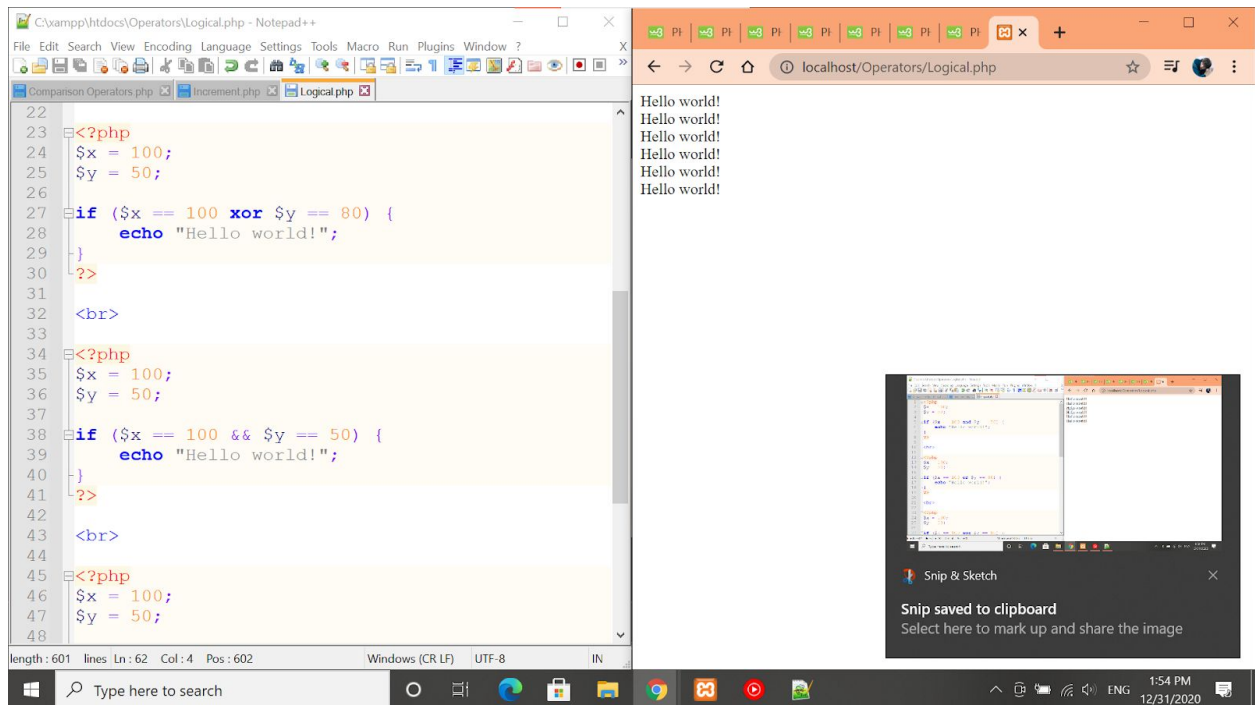 C:\xampp\htdocs\Operators\Logical.php - Notepad++
File Edit Search View Encoding Language Settings Tools Macro Run Plugins Window ? X
Comparison Operators.php Increment.php Logical.php
22
23 <?php
24 $x = 100;
25 $y = 50;
26
27 if ($x == 100 xor $y == 80) {
28 echo "Hello world!";
29 }
30 ?>
31
32 <br>
33
34 <?php
35 $x = 100;
36 $y = 50;
37
38 if ($x == 100 && $y == 50) {
39 echo "Hello world!";
40 }
41 ?>
42
43 <br>
44
45 <?php
46 $x = 100;
47 $y = 50;
48
length : 601 lines Ln : 62 Col : 4 Pos : 602 Windows (CR LF) UTF-8 IN
localhost/Operators/Logical.php
Hello world!
Hello world!
Hello world!
Hello world!
Hello world!
Hello world!
Snip & Sketch
Snip saved to clipboard
Select here to mark up and share the image
Type here to search
ENG
1:54 PM
12/31/2020